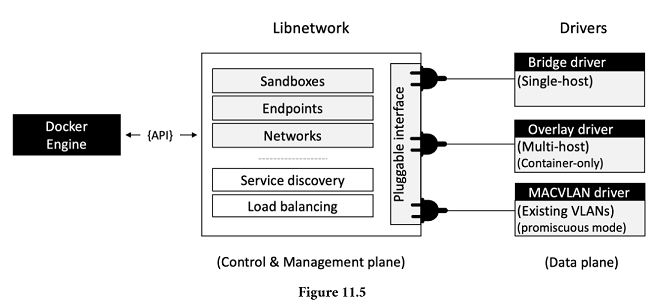 Libnetwork
Drivers
Docker
Engine
{API}
Sandboxes
Endpoints
Networks
Service discovery
Load balancing
Pluggable interface
Bridge driver
(Single-host)
Overlay driver
(Multi-host)
(Container-only)
MACVLAN driver
(Existing VLANs)
(promiscuous mode)
(Control & Management plane)
(Data plane)
Figure 11.5